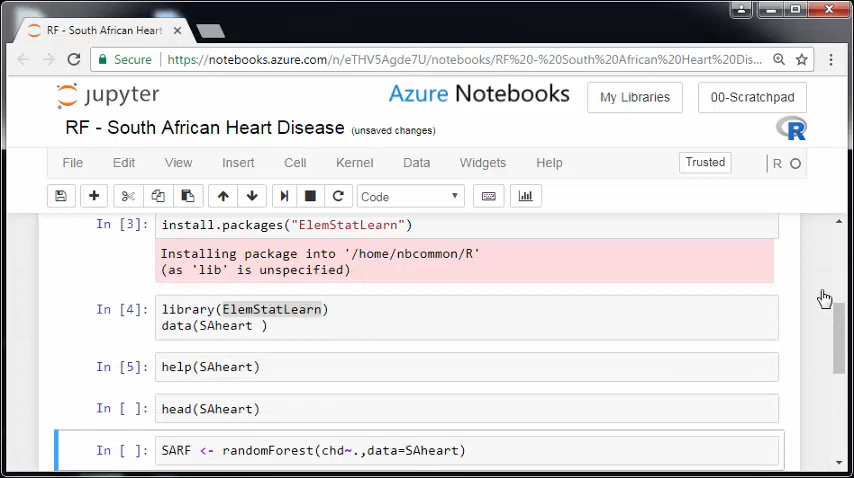 RF - South African Heart
Secure
https://notebooks.azure.com/n/eTHV5Agde7U/notebooks/RF%20-%20South%20African%20Heart%20Dis...
jupyter
Azure Notebooks
My Libraries
00-Scratchpad
RF - South African Heart Disease (unsaved changes)
R
File Edit View Insert Cell Kernel Data Widgets Help
Trusted
R
Code
In [3]: install.packages("ElemStatLearn")
Installing package into '/home/nbcommon/R'
(as 'lib' is unspecified)
In [4]: library(ElemStatLearn)
data(SAheart )
In [5]: help(SAheart)
In [ ]: head(SAheart)
In [ ]: SARF <- randomForest(chd~.,data=SAheart)